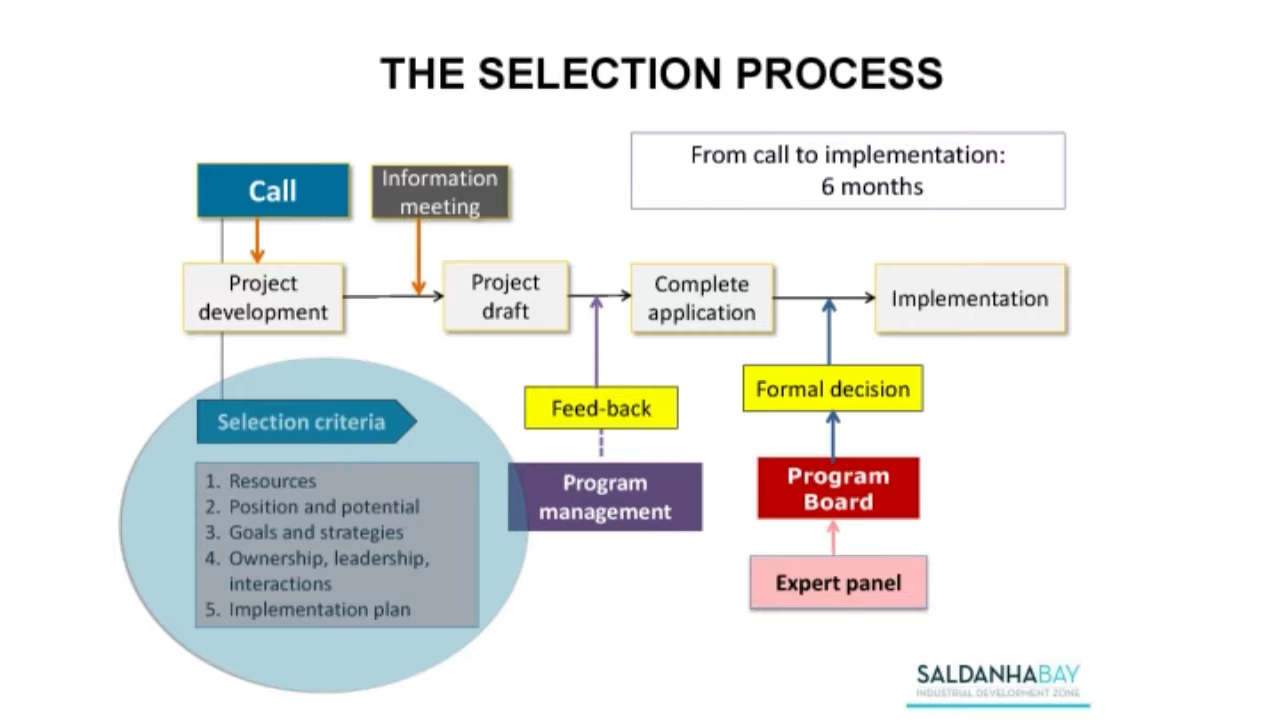 THE SELECTION PROCESS
From call to implementation:
6 months
Call
Information
meeting
Project
development
Project
draft
Complete
application
Implementation
Feed-back
Formal decision
Selection criteria
1. Resources
2. Position and potential
3. Goals and strategies
4. Ownership, leadership,
interactions
5. Implementation plan
Program
management
Program
Board
Expert panel
SALDANHABAY
INDUSTRIAL DEVELOPMENT ZONE